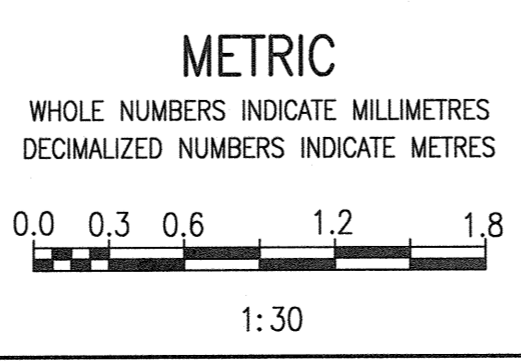 METRIC
WHOLE NUMBERS INDICATE MILLIMETRES
DECIMALIZED NUMBERS INDICATE METRES
0.0 0.3 0.6 1.2 1.8
1:30